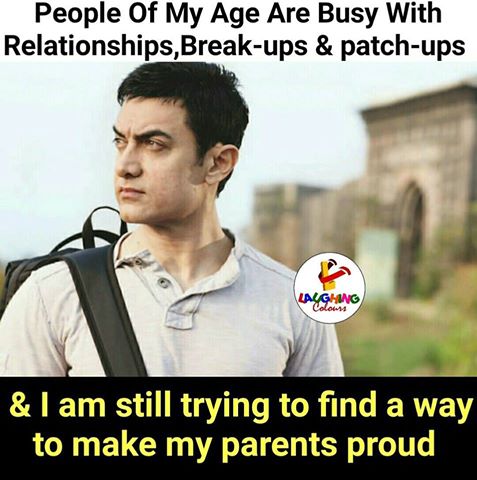 People Of My Age Are Busy With
Relationships,Break-ups & patch-ups
LAUGHING
Colours
& I am still trying to find a way
to make my parents proud